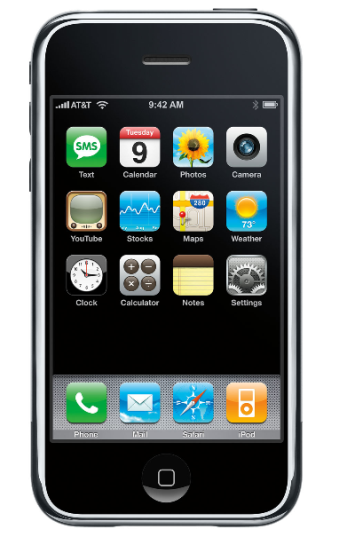 AT&T 9:42 AM
SMS Tuesday 9 280 73°
Text Calendar Photos Camera
YouTube Stocks Maps Weather
Clock Calculator Notes Settings
Phone Mail Safari iPod